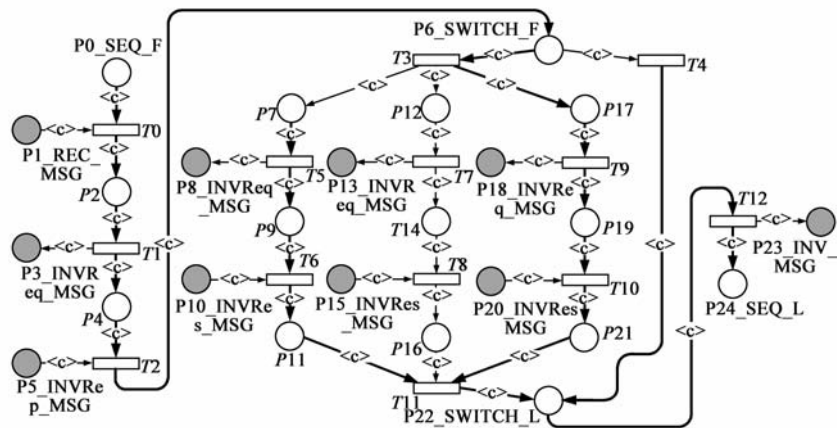 P6_SWITCH_F
P0_SEQ_F
<c>
<c>
T3
T4
<c>
<c>
<c>
<c>
P7
P12
P17
<c>
T0
<c>
<c>
<c>
P1_REC_
MSG
<c>
<c>
T5
<c>
T7
<c>
T9
P2
P8_INVReq
_MSG
<c>
P13_INVR
eq_MSG
<c>
P18_INVRe
q_MSG
<c>
T12
<c>
<c>
<c>
T1
P9
T14
P19
<c>
<c>
P23_INV_
MSG
P3_INVR
eq_MSG
<c>
<c>
T6
<c>
<c>
T8
<c>
<c>
T10
P24_SEQ_L
P4
P10_INVRe
s_MSG
<c>
P15_INVRes
_MSG
<c>
P20_INVRes
MSG
<c>
<c>
<c>
P11
P16
P21
<c>
T2
<c>
<c>
<c>
P5_INVRe
p_MSG
T11
<c>
P22_SWITCH_L